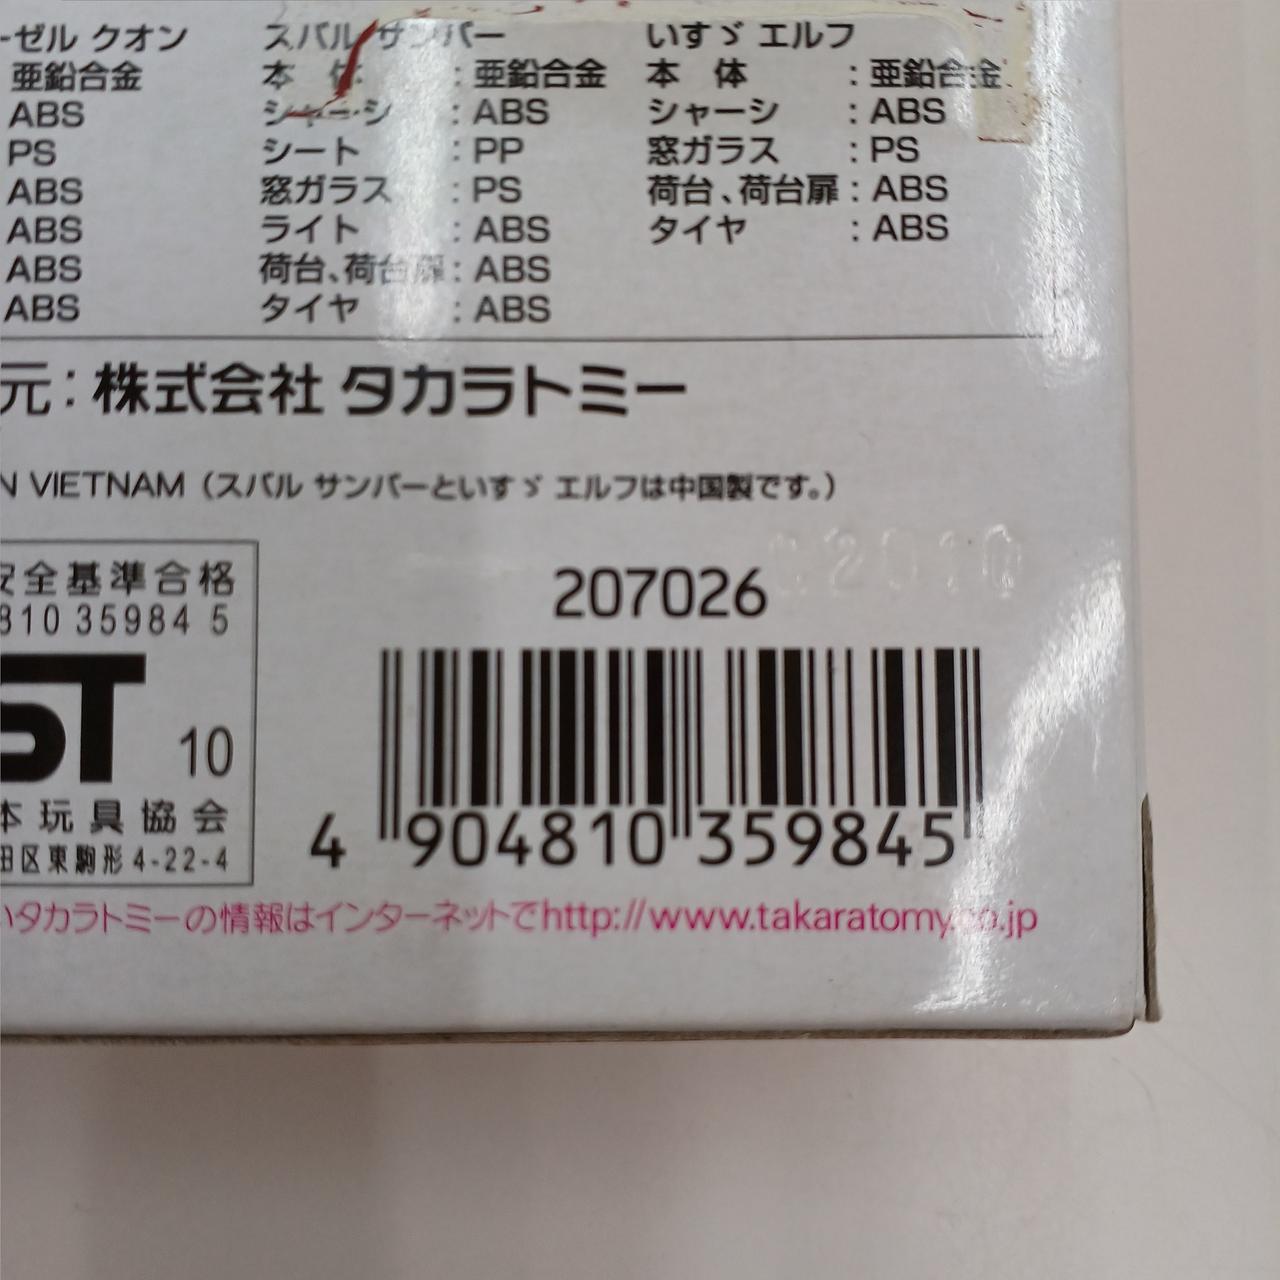 ーゼル クオン
亜鉛合金
ABS
PS
ABS
ABS
ABS
ABS
スバル サンバー
本 体 : 亜鉛合金
シャーシ : ABS
シート : PP
窓ガラス : PS
ライト : ABS
荷台、荷台扉 : ABS
タイヤ : ABS
いすゞ エルフ
本 体 : 亜鉛合金
シャーシ : ABS
窓ガラス : PS
荷台、荷台扉 : ABS
タイヤ : ABS
元:株式会社 タカラトミー
N VIETNAM (スバル サンバーといすゞ エルフは中国製です。)
安全基準合格
810 35984 5
ST
10
本玩具協会
田区東駒形 4-22-4
207026
C2010
4 904810 359845
いタカラトミーの情報はインターネットでhttp://www.takaratomy.co.jp